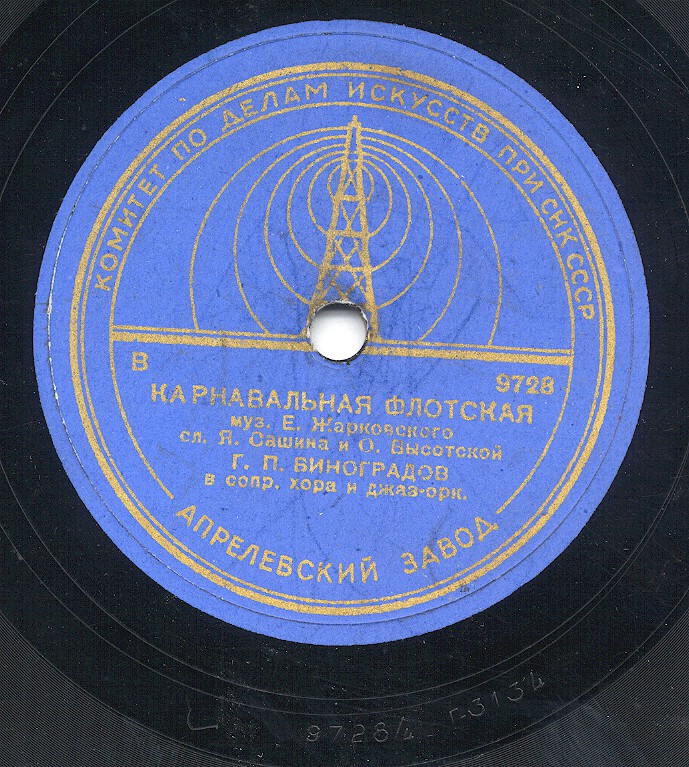 КОМИТЕТ ПО ДЕЛАМ ИСКУССТВ ПРИ СНК СССР
В 9728
КАРНАВАЛЬНАЯ ФЛОТСКАЯ
муз. Е. Жарковского
сл. Я. Сашина и О. Высотской
Г. П. ВИНОГРАДОВ
в сопр. хора и джаз-орк.
АПРЕЛЕВСКИЙ ЗАВОД
9728/4 Г-3134